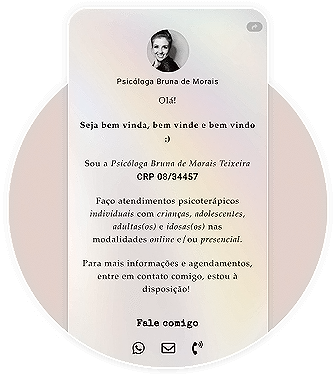 Psicóloga Bruna de Morais
Olá!
Seja bem vinda, bem vinde e bem vindo
:)
Sou a Psicóloga Bruna de Morais Teixeira
CRP 08/34457
Faço atendimentos psicoterápicos
individuais com crianças, adolescentes,
adultas(os) e idosas(os) nas
modalidades online e/ou presencial.
Para mais informações e agendamentos,
entre em contato comigo, estou à
disposição!
Fale comigo